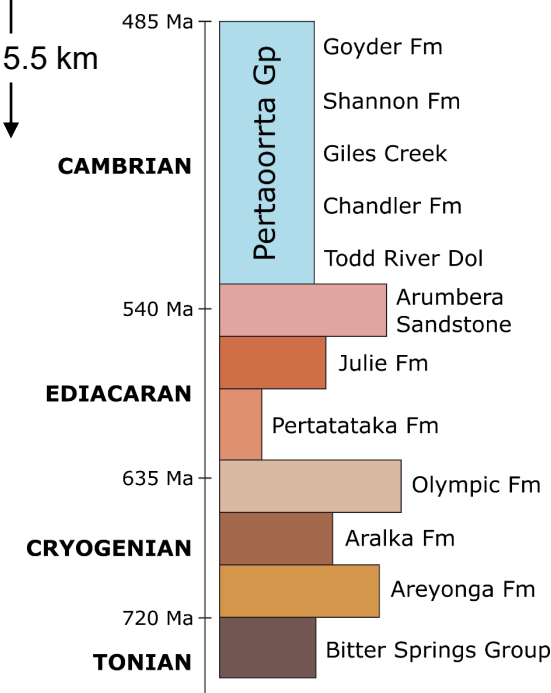 485 Ma
5.5 km
Pertaoorrta Gp
Goyder Fm
Shannon Fm
CAMBRIAN
Giles Creek
Chandler Fm
Todd River Dol
540 Ma
Arumbera
Sandstone
Julie Fm
EDIACARAN
Pertatataka Fm
635 Ma
Olympic Fm
CRYOGENIAN
Aralka Fm
Areyonga Fm
720 Ma
TONIAN
Bitter Springs Group